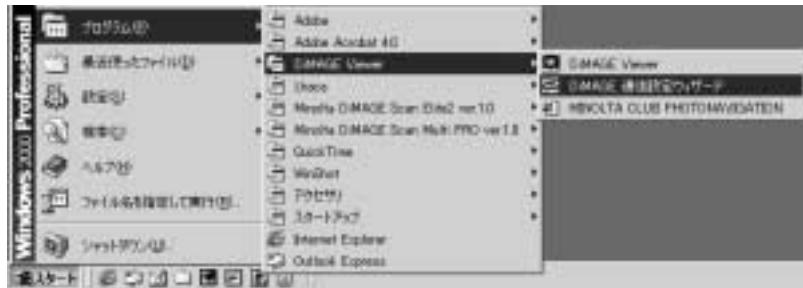 Windows 2000 Professional
プログラム(P)
最近使ったファイル(D)
設定(S)
検索(C)
ヘルプ(H)
ファイル名を指定して実行(R)...
シャットダウン(U)...
スタート
Adobe
Adobe Acrobat 4.0
DiMAGE Viewer
Minolta DiMAGE Scan Elite2 ver.1.0
Minolta DiMAGE Scan Multi PRO ver.1.0
QuickTime
WinShot
アクセサリ
スタートアップ
Internet Explorer
Outlook Express
DiMAGE Viewer
DiMAGE 通信設定ウィザード
MINOLTA CLUB PHOTONAVIGATION